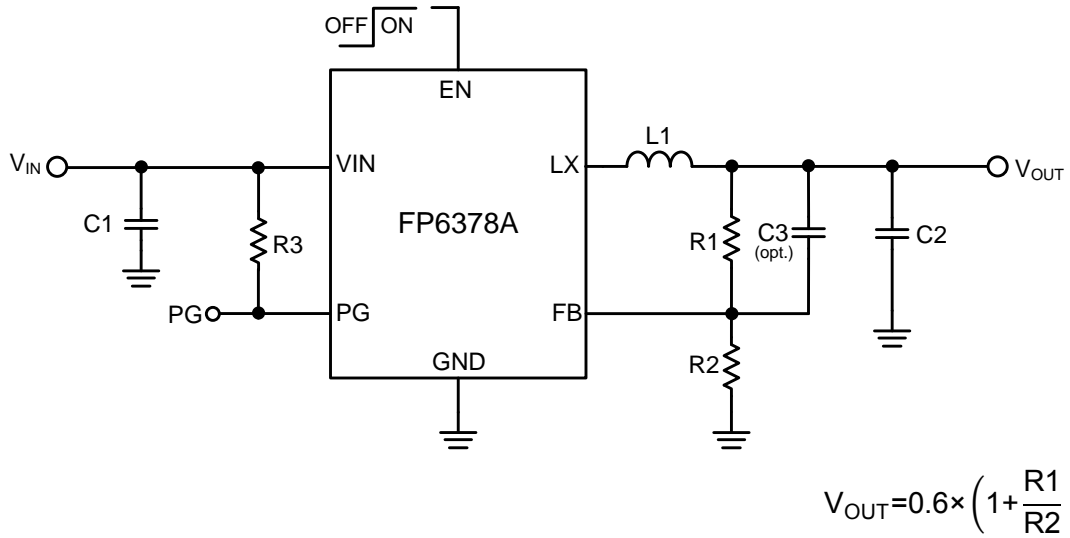 OFF ON
EN
VIN
VIN
LX
L1
VOUT
C1
R3
FP6378A
R1
C3
(opt.)
C2
PG
PG
FB
R2
GND
VOUT=0.6×(1+R1/R2